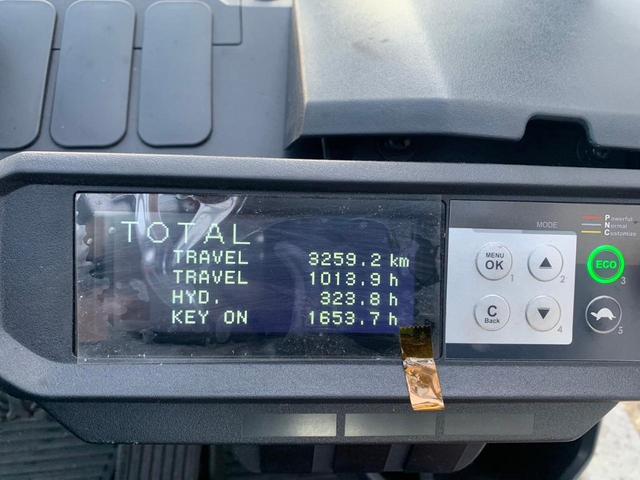 TOTAL
TRAVEL 3259.2 km
TRAVEL 1013.9 h
HYD. 323.8 h
KEY ON 1653.7 h
MODE
Powerful
Normal
Customize
MENU
OK
1
2
ECO
3
C
Back
4
5